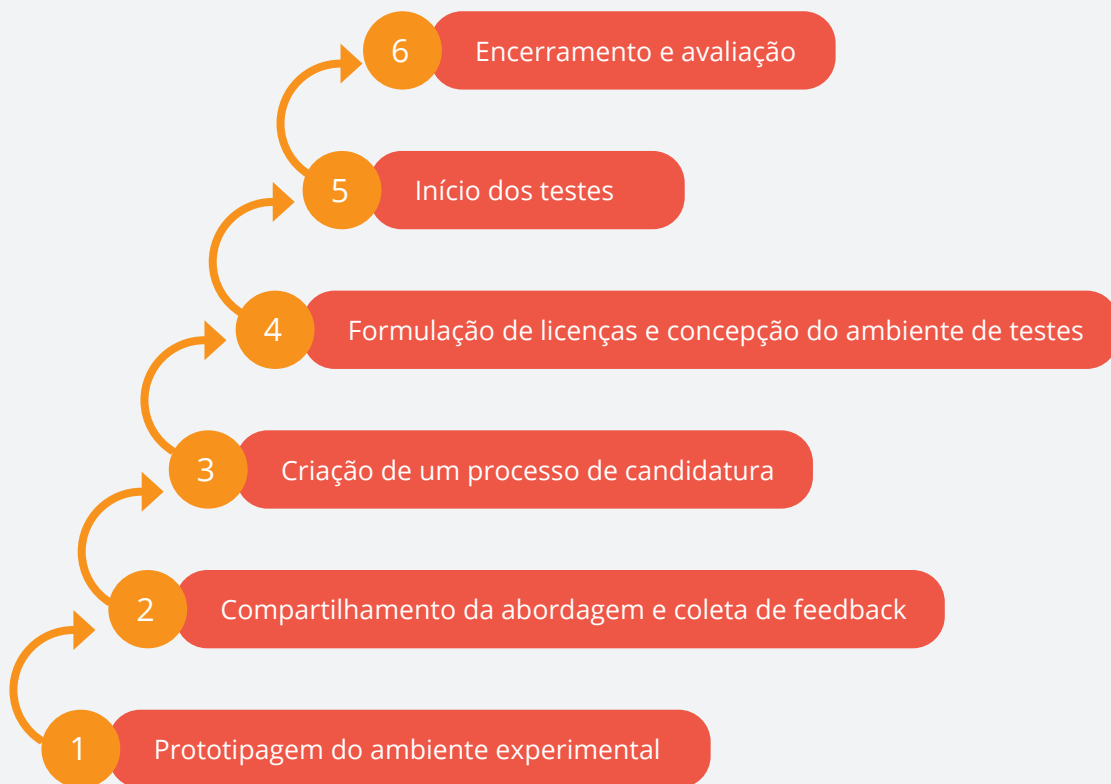 6 Encerramento e avaliação
5 Início dos testes
4 Formulação de licenças e concepção do ambiente de testes
3 Criação de um processo de candidatura
2 Compartilhamento da abordagem e coleta de feedback
1 Prototipagem do ambiente experimental